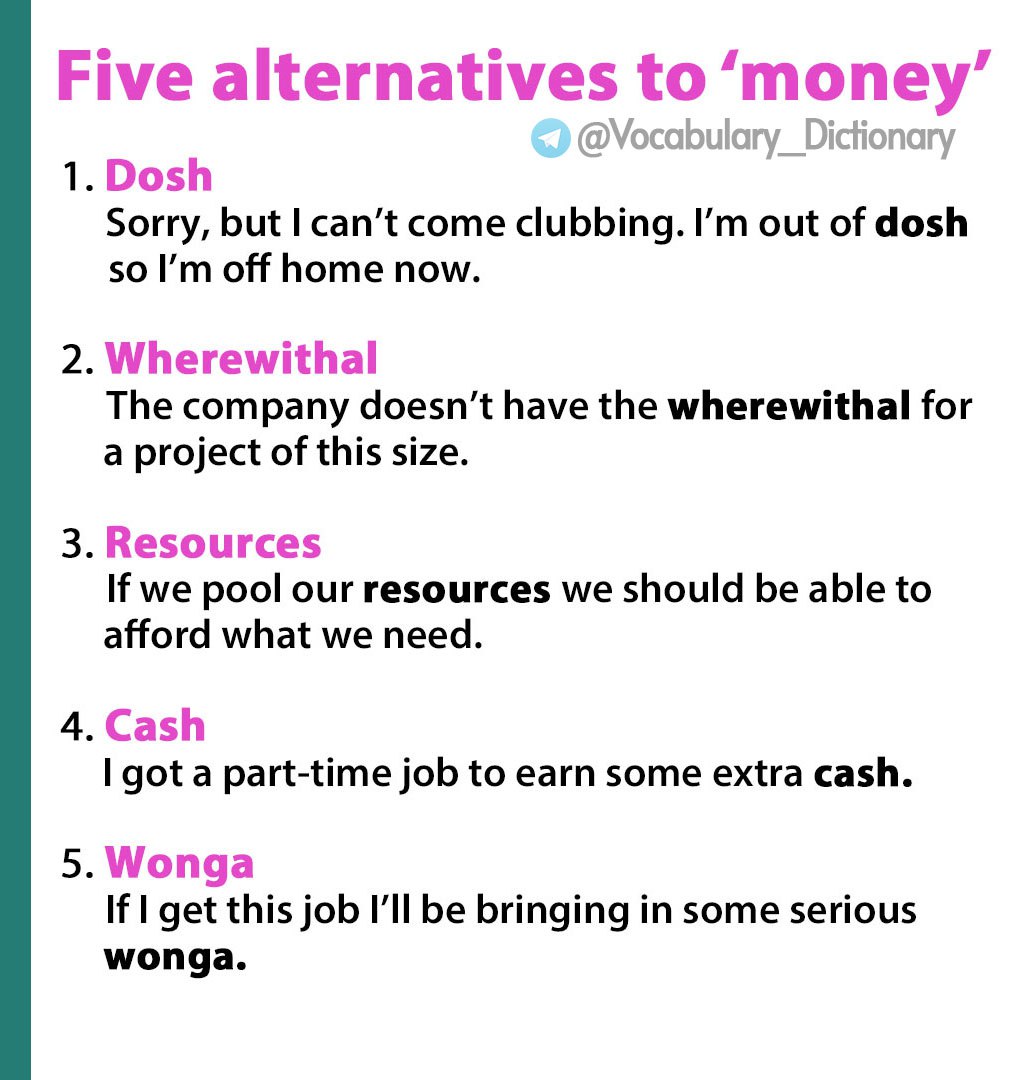 Five alternatives to ‘money’
@Vocabulary_Dictionary
1. Dosh
Sorry, but I can’t come clubbing. I’m out of dosh
so I’m off home now.
2. Wherewithal
The company doesn’t have the wherewithal for
a project of this size.
3. Resources
If we pool our resources we should be able to
afford what we need.
4. Cash
I got a part-time job to earn some extra cash.
5. Wonga
If I get this job I’ll be bringing in some serious
wonga.